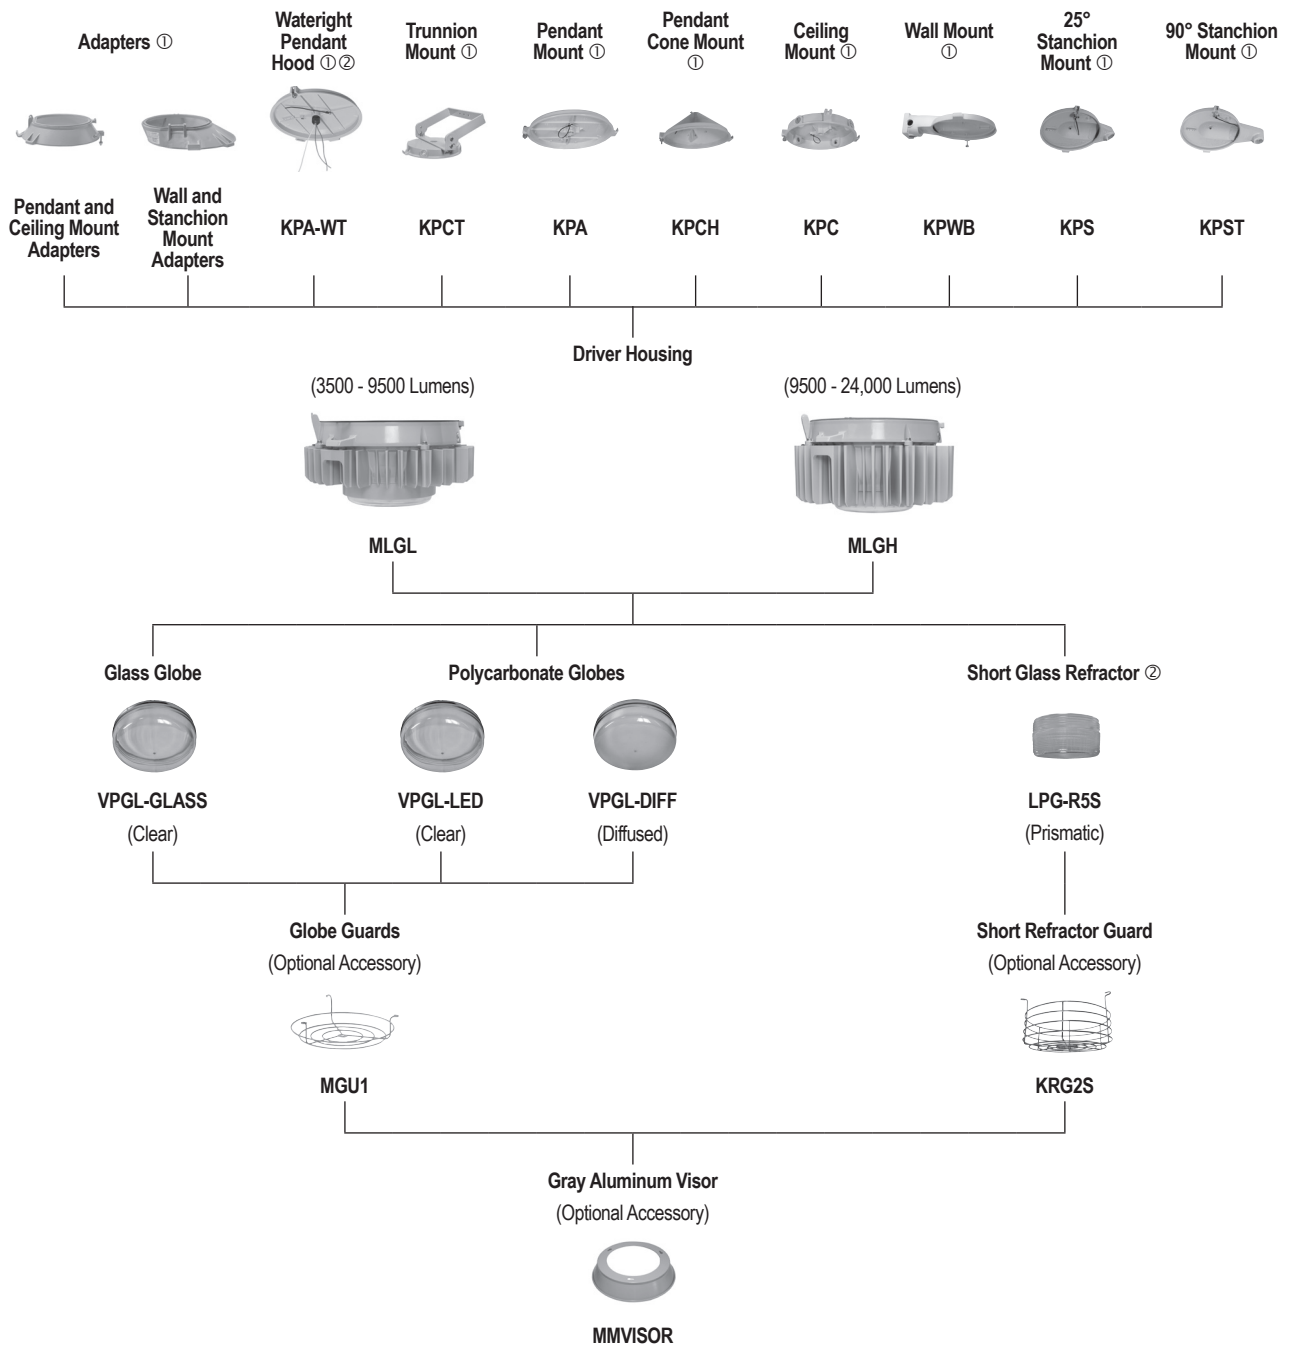 Adapters ①
Wateright
Pendant
Hood ①②
Trunnion
Mount ①
Pendant
Mount ①
Pendant
Cone Mount
①
Ceiling
Mount ①
Wall Mount
①
25°
Stanchion
Mount ①
90° Stanchion
Mount ①
Pendant and
Ceiling Mount
Adapters
Wall and
Stanchion
Mount
Adapters
KPA-WT
KPCT
KPA
KPCH
KPC
KPWB
KPS
KPST
Driver Housing
(3500 - 9500 Lumens)
(9500 - 24,000 Lumens)
MLGL
MLGH
Glass Globe
Polycarbonate Globes
Short Glass Refractor ②
VPGL-GLASS
VPGL-LED
VPGL-DIFF
LPG-R5S
(Clear)
(Clear)
(Diffused)
(Prismatic)
Globe Guards
(Optional Accessory)
Short Refractor Guard
(Optional Accessory)
MGU1
KRG2S
Gray Aluminum Visor
(Optional Accessory)
MMVISOR